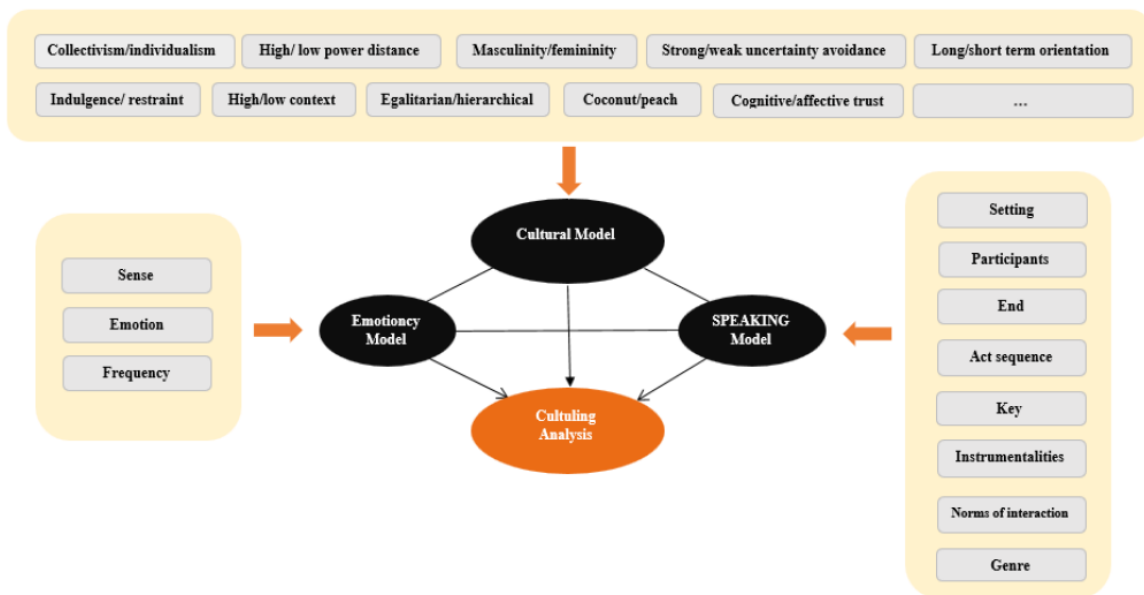 Collectivism/individualism
High/ low power distance
Masculinity/femininity
Strong/weak uncertainty avoidance
Long/short term orientation
Indulgence/ restraint
High/low context
Egalitarian/hierarchical
Coconut/peach
Cognitive/affective trust
...
Cultural Model
Sense
Emotion
Frequency
Emotioncy
Model
SPEAKING
Model
Cultuling
Analysis
Setting
Participants
End
Act sequence
Key
Instrumentalities
Norms of interaction
Genre